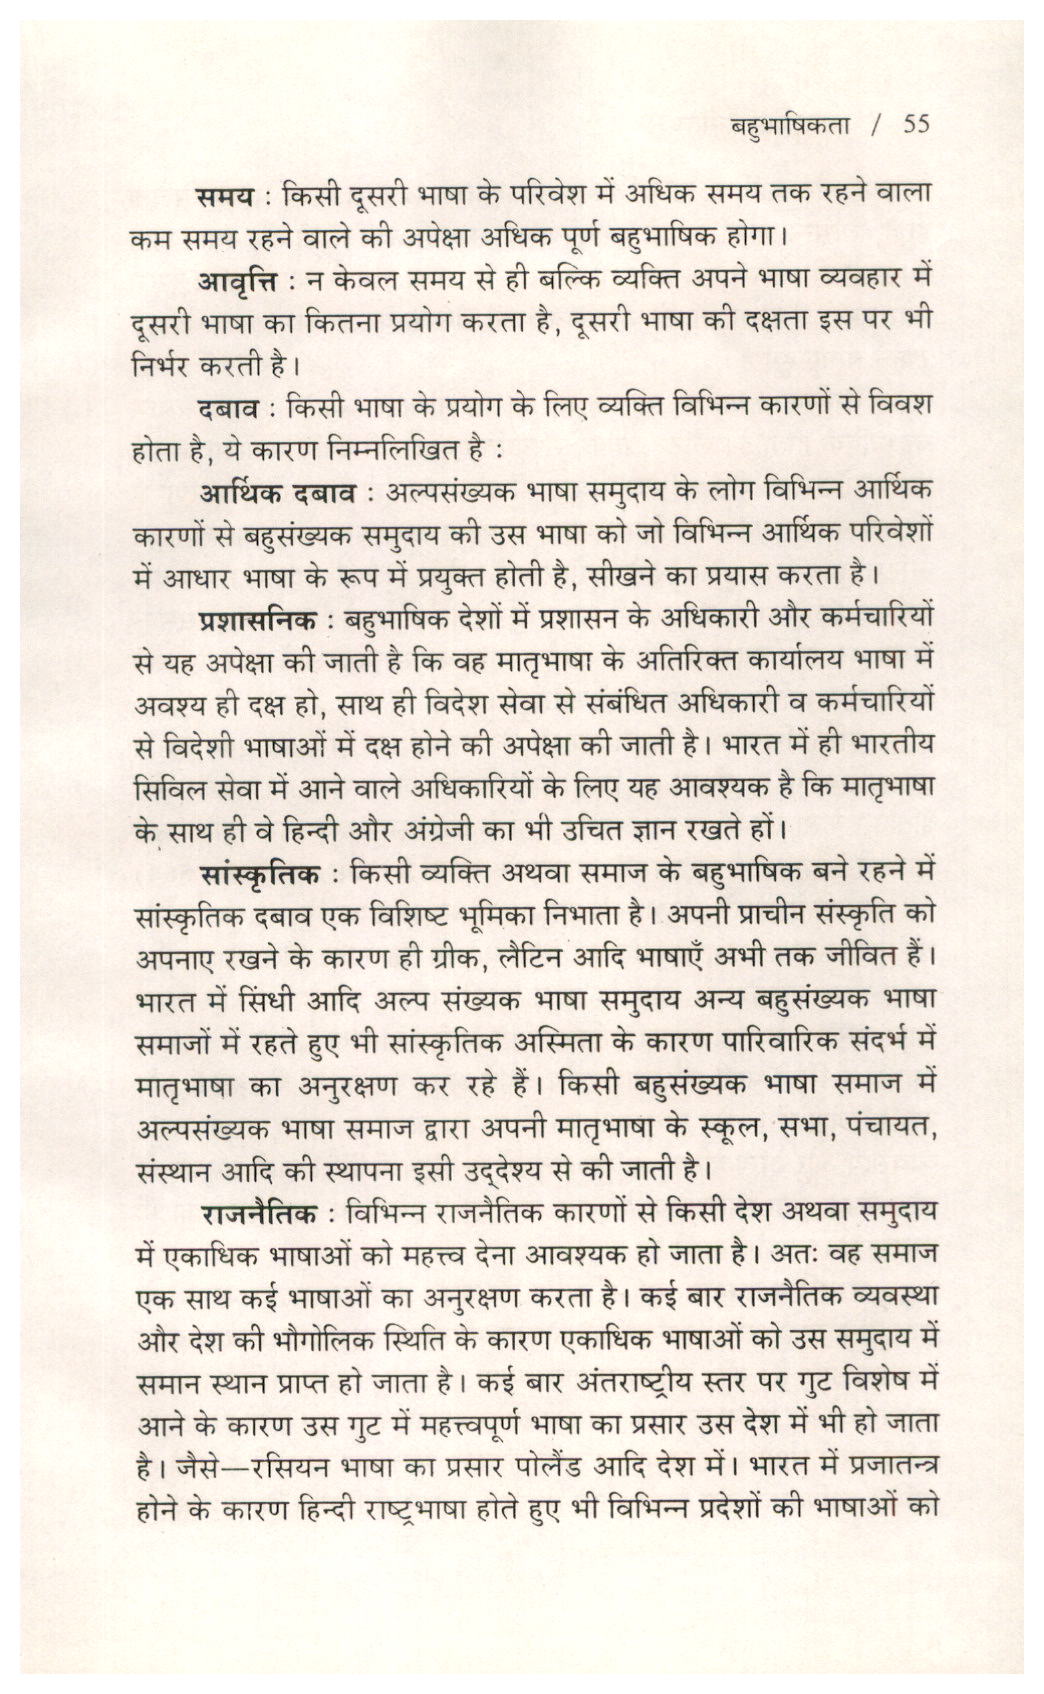 बहुभाषिकता / 55
समय : किसी दूसरी भाषा के परिवेश में अधिक समय तक रहने वाला
कम समय रहने वाले की अपेक्षा अधिक पूर्ण बहुभाषिक होगा।
आवृत्ति : न केवल समय से ही बल्कि व्यक्ति अपने भाषा व्यवहार में
दूसरी भाषा का कितना प्रयोग करता है, दूसरी भाषा की दक्षता इस पर भी
निर्भर करती है।
दबाव : किसी भाषा के प्रयोग के लिए व्यक्ति विभिन्न कारणों से विवश
होता है, ये कारण निम्नलिखित है :
आर्थिक दबाव : अल्पसंख्यक भाषा समुदाय के लोग विभिन्न आर्थिक
कारणों से बहुसंख्यक समुदाय की उस भाषा को जो विभिन्न आर्थिक परिवेशों
में आधार भाषा के रूप में प्रयुक्त होती है, सीखने का प्रयास करता है।
प्रशासनिक : बहुभाषिक देशों में प्रशासन के अधिकारी और कर्मचारियों
से यह अपेक्षा की जाती है कि वह मातृभाषा के अतिरिक्त कार्यालय भाषा में
अवश्य ही दक्ष हो, साथ ही विदेश सेवा से संबंधित अधिकारी व कर्मचारियों
से विदेशी भाषाओं में दक्ष होने की अपेक्षा की जाती है। भारत में ही भारतीय
सिविल सेवा में आने वाले अधिकारियों के लिए यह आवश्यक है कि मातृभाषा
के साथ ही वे हिन्दी और अंग्रेजी का भी उचित ज्ञान रखते हों।
सांस्कृतिक : किसी व्यक्ति अथवा समाज के बहुभाषिक बने रहने में
सांस्कृतिक दबाव एक विशिष्ट भूमिका निभाता है। अपनी प्राचीन संस्कृति को
अपनाए रखने के कारण ही ग्रीक, लैटिन आदि भाषाएँ अभी तक जीवित हैं।
भारत में सिंधी आदि अल्प संख्यक भाषा समुदाय अन्य बहुसंख्यक भाषा
समाजों में रहते हुए भी सांस्कृतिक अस्मिता के कारण पारिवारिक संदर्भ में
मातृभाषा का अनुरक्षण कर रहे हैं। किसी बहुसंख्यक भाषा समाज में
अल्पसंख्यक भाषा समाज द्वारा अपनी मातृभाषा के स्कूल, सभा, पंचायत,
संस्थान आदि की स्थापना इसी उद्‌देश्य से की जाती है।
राजनैतिक : विभिन्न राजनैतिक कारणों से किसी देश अथवा समुदाय
में एकाधिक भाषाओं को महत्त्व देना आवश्यक हो जाता है। अतः वह समाज
एक साथ कई भाषाओं का अनुरक्षण करता है। कई बार राजनैतिक व्यवस्था
और देश की भौगोलिक स्थिति के कारण एकाधिक भाषाओं को उस समुदाय में
समान स्थान प्राप्त हो जाता है। कई बार अंतराष्ट्रीय स्तर पर गुट विशेष में
आने के कारण उस गुट में महत्त्वपूर्ण भाषा का प्रसार उस देश में भी हो जाता
है। जैसे—रसियन भाषा का प्रसार पोलैंड आदि देश में। भारत में प्रजातन्त्र
होने के कारण हिन्दी राष्ट्रभाषा होते हुए भी विभिन्न प्रदेशों की भाषाओं को